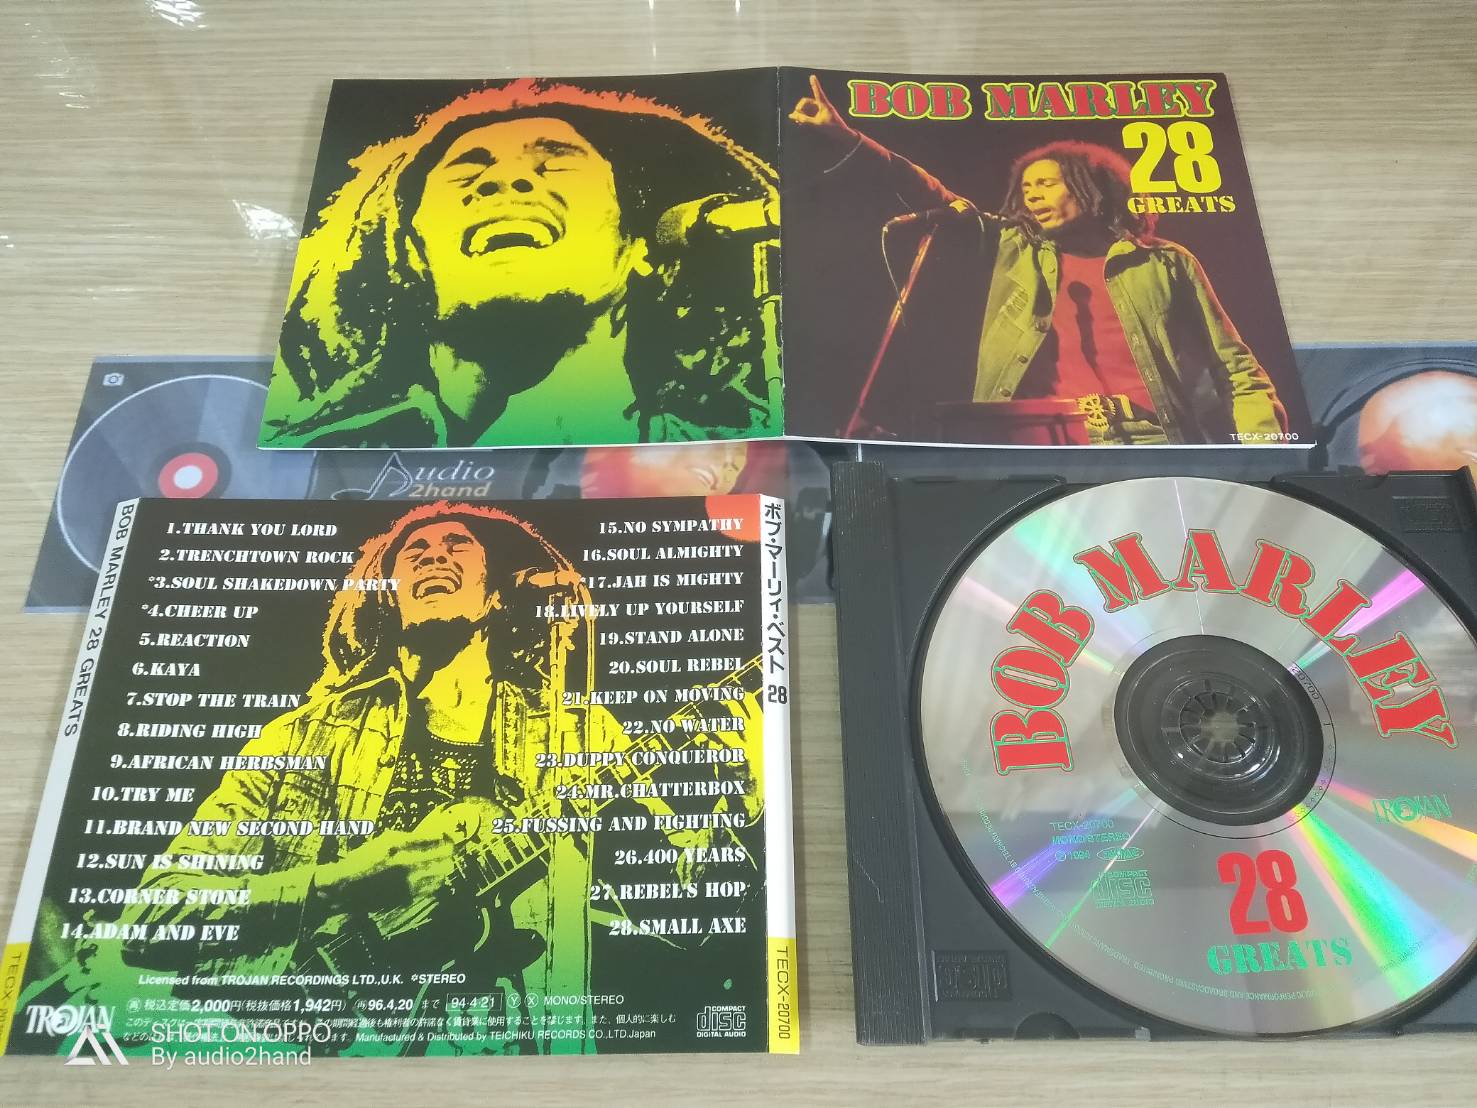 BOB MARLEY
28
GREATS
TECX-20700
Audio
2hand
BOB MARLEY 28 GREATS
1.THANK YOU LORD
2.TRENCHTOWN ROCK
*3.SOUL SHAKEDOWN PARTY
*4.CHEER UP
5.REACTION
6.KAYA
7.STOP THE TRAIN
8.RIDING HIGH
9.AFRICAN HERBSMAN
10.TRY ME
11.BRAND NEW SECOND HAND
12.SUN IS SHINING
13.CORNER STONE
14.ADAM AND EVE
15.NO SYMPATHY
16.SOUL ALMIGHTY
*17.JAH IS MIGHTY
18.LIVELY UP YOURSELF
19.STAND ALONE
20.SOUL REBEL
21.KEEP ON MOVING
22.NO WATER
23.DUPPY CONQUEROR
24.MR.CHATTERBOX
25.FUSSING AND FIGHTING
26.400 YEARS
27.REBEL'S HOP
28.SMALL AXE
Licensed from TROJAN RECORDINGS LTD.,U.K. *STEREO
再 税込定価2,000円(税抜価格1,942円) 再96.4.20 まで 94・4・21 Y X MONO/STEREO
Manufactured & Distributed by TEICHIKU RECORDS CO.,LTD.Japan
TROJAN
COMPACT
disc
DIGITAL AUDIO
ボブ・マーリィ・ベスト 28
TECX-20700
BOB MARLEY
TROJAN
TECX-20700
MONO/STEREO
Ⓟ 1994
COMPACT
disc
DIGITAL AUDIO
28
GREATS
SHOT ON OPPO
By audio2hand